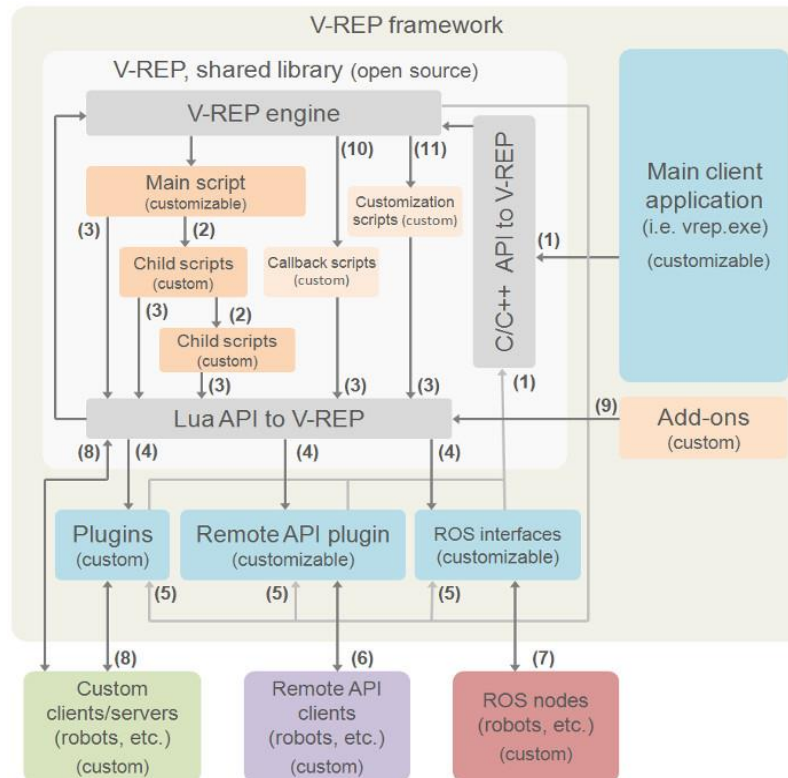 V-REP framework
V-REP, shared library (open source)
V-REP engine
(10)
(11)
Main script
(customizable)
Customization
scripts (custom)
C/C++ API to V-REP
Main client
application
(i.e. vrep.exe)
(customizable)
(1)
(3)
(2)
Child scripts
(custom)
Callback scripts
(custom)
(3)
(2)
Child scripts
(custom)
(3)
(3)
(3)
(1)
Lua API to V-REP
(9)
Add-ons
(custom)
(8)
(4)
(4)
(4)
Plugins
(custom)
Remote API plugin
(customizable)
ROS interfaces
(customizable)
(5)
(5)
(5)
(8)
(6)
(7)
Custom
clients/servers
(robots, etc.)
(custom)
Remote API
clients
(robots, etc.)
(custom)
ROS nodes
(robots, etc.)
(custom)